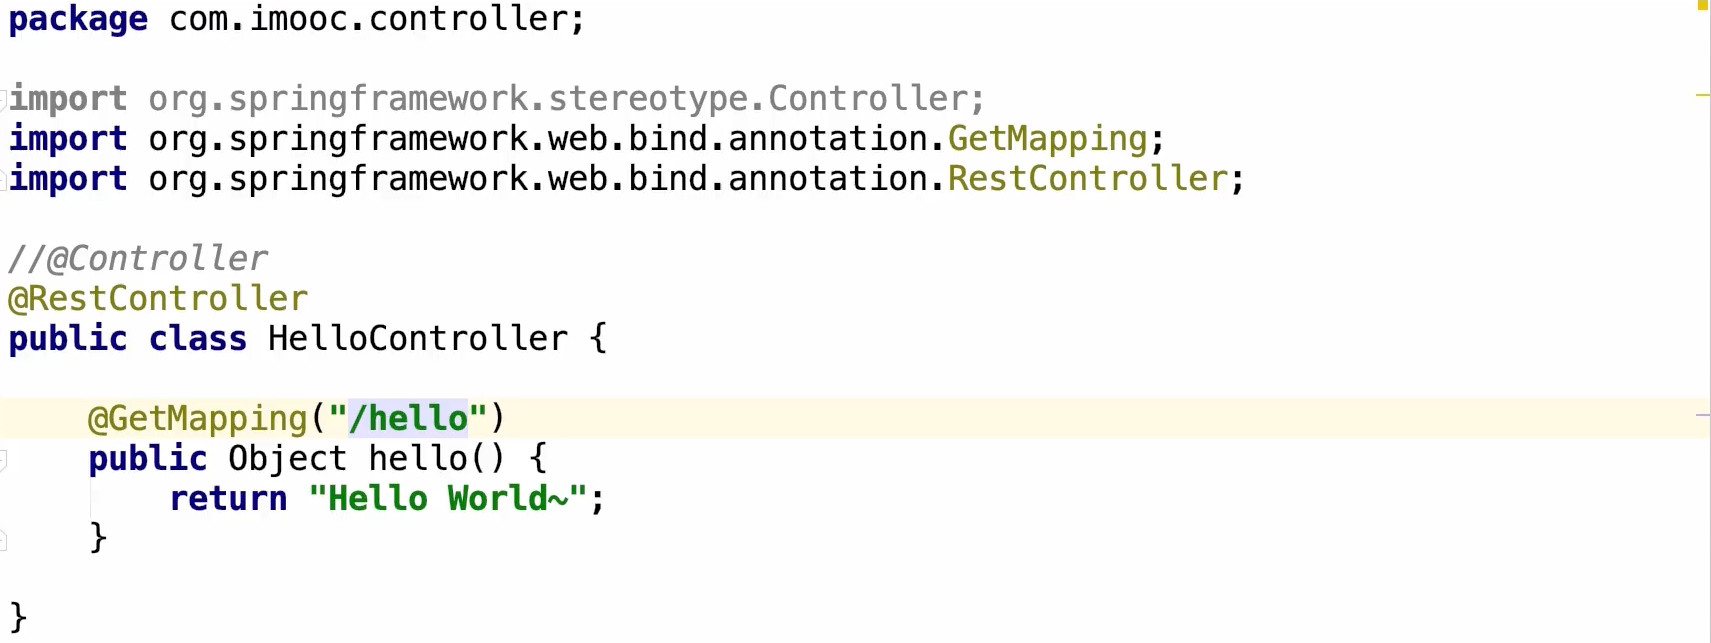 package com.imooc.controller;
import org.springframework.stereotype.Controller;
import org.springframework.web.bind.annotation.GetMapping;
import org.springframework.web.bind.annotation.RestController;
//@Controller
@RestController
public class HelloController {
@GetMapping("/hello")
public Object hello() {
return "Hello World~";
}
}